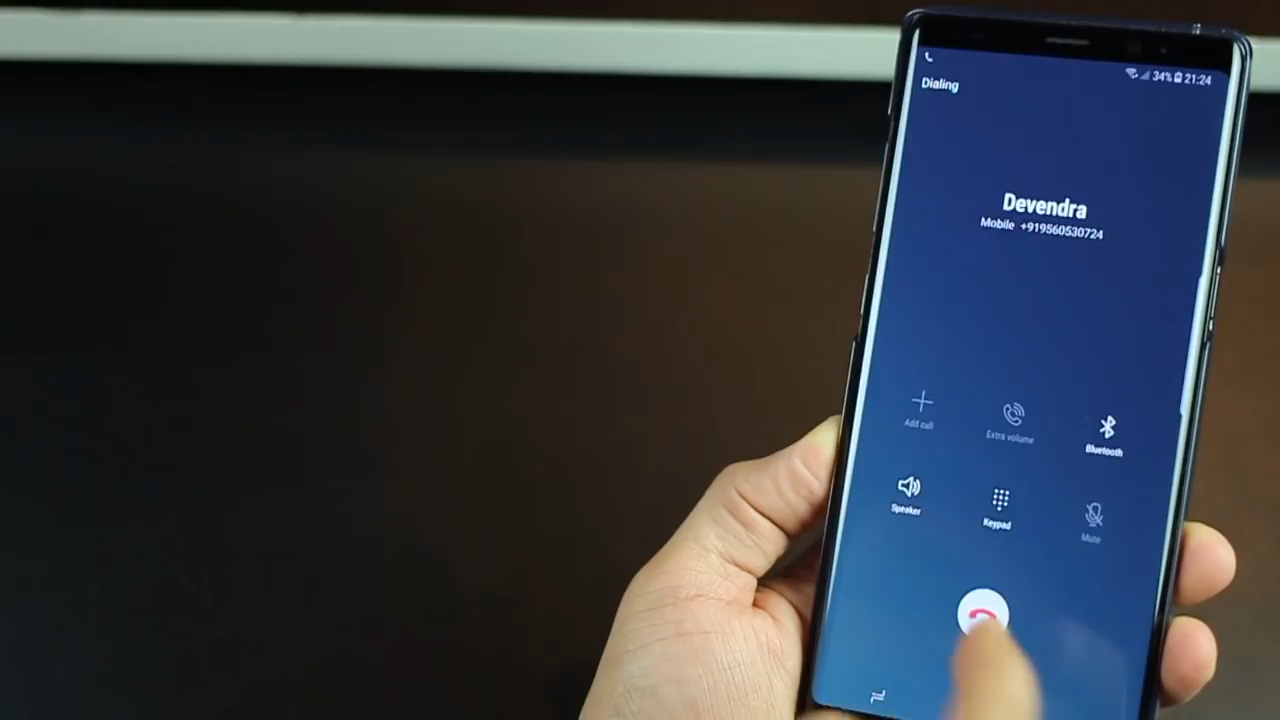 34% 21:24
Dialing
Devendra
Mobile +919560530724
Add call
Extra volume
Bluetooth
Speaker
Keypad
Mute